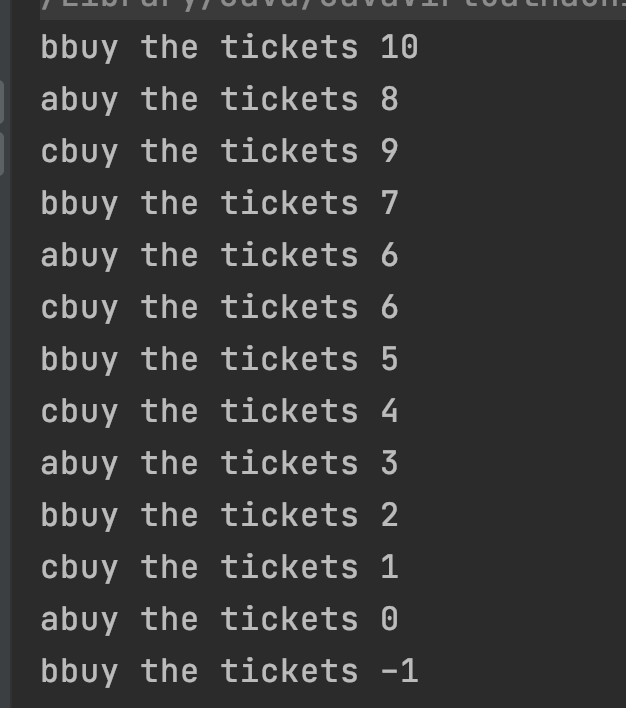 bbuy the tickets 10
abuy the tickets 8
cbuy the tickets 9
bbuy the tickets 7
abuy the tickets 6
cbuy the tickets 6
bbuy the tickets 5
cbuy the tickets 4
abuy the tickets 3
bbuy the tickets 2
cbuy the tickets 1
abuy the tickets 0
bbuy the tickets -1